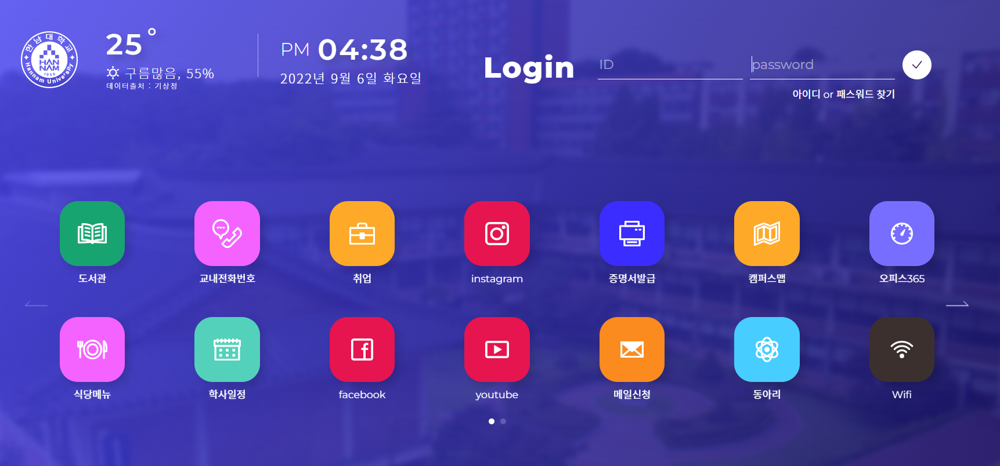 한남대학교
HAN
NAM
1956
Hannam University
25°
구름많음, 55%
데이터출처 : 기상청
PM 04:38
2022년 9월 6일 화요일
Login
ID
password
아이디 or 패스워드 찾기
도서관
교내전화번호
취업
instagram
증명서발급
캠퍼스맵
오피스365
식당메뉴
학사일정
facebook
youtube
메일신청
동아리
Wifi